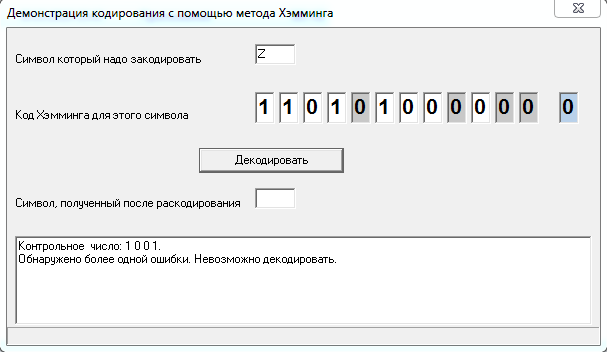 Демонстрация кодирования с помощью метода Хэмминга
Символ который надо закодировать Z
Код Хэмминга для этого символа 1 1 0 1 0 1 0 0 0 0 0 0 0
Декодировать
Символ, полученный после раскодирования
Контрольное число: 1 0 0 1.
Обнаружено более одной ошибки. Невозможно декодировать.